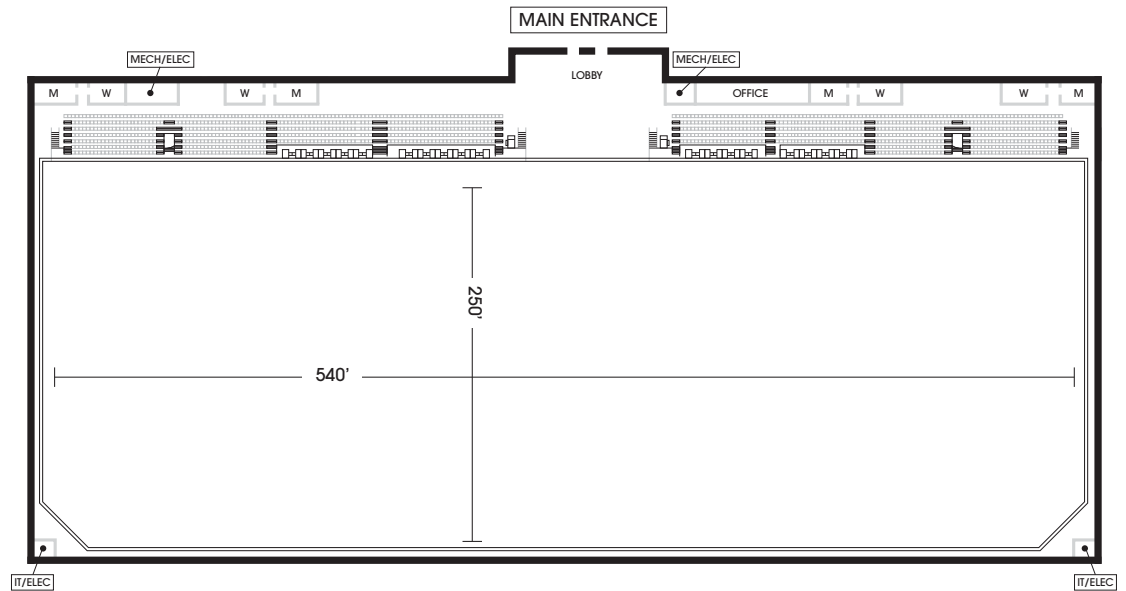 MAIN ENTRANCE
MECH/ELEC
MECH/ELEC
LOBBY
M
W
W
M
OFFICE
M
W
W
M
250'
540'
IT/ELEC
IT/ELEC